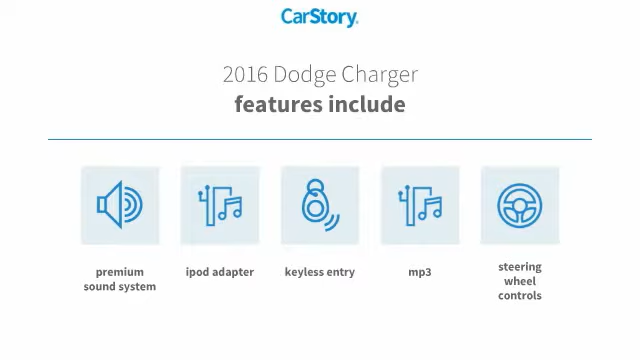 CarStory.
2016 Dodge Charger
features include
premium
sound system
ipod adapter
keyless entry
mp3
steering
wheel
controls